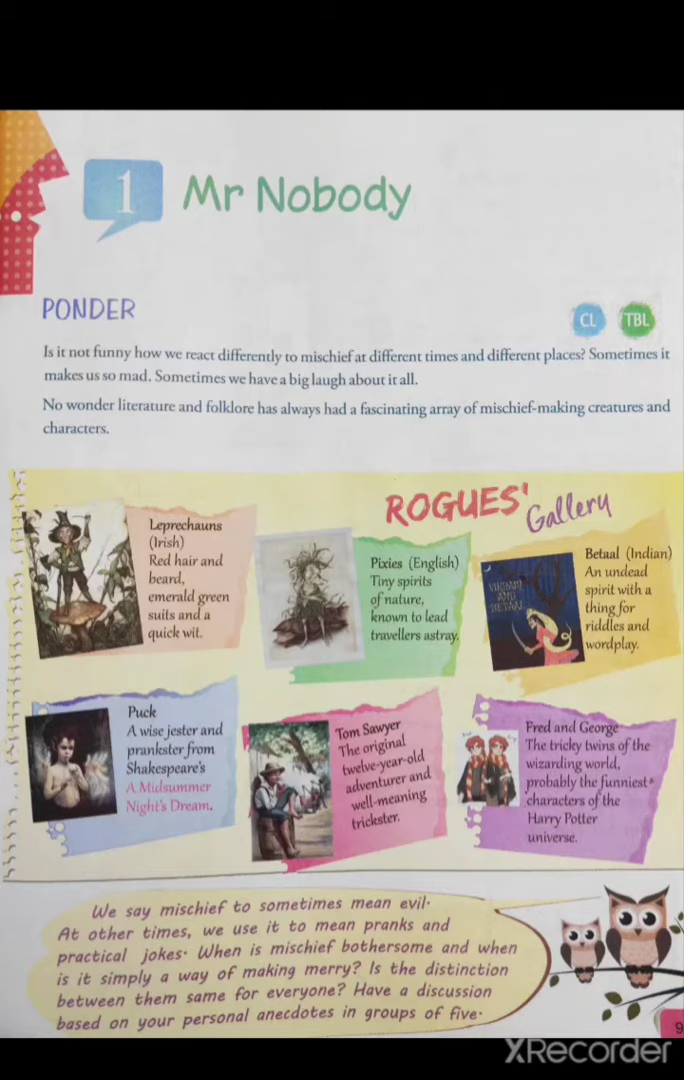 1 Mr Nobody
PONDER
CL TBL
Is it not funny how we react differently to mischief at different times and different places? Sometimes it
makes us so mad. Sometimes we have a big laugh about it all.
No wonder literature and folklore has always had a fascinating array of mischief-making creatures and
characters.
ROGUES' Gallery
Leprechauns
(Irish)
Red hair and
beard,
emerald green
suits and a
quick wit.
Pixies (English)
Tiny spirits
of nature,
known to lead
travellers astray.
VIKRAM
AND
BETAAL
Betaal (Indian)
An undead
spirit with a
thing for
riddles and
wordplay.
Puck
A wise jester and
prankster from
Shakespeare's
A Midsummer
Night's Dream.
Tom Sawyer
The original
twelve-year-old
adventurer and
well-meaning
trickster.
Fred and George
The tricky twins of the
wizarding world,
probably the funniest
characters of the
Harry Potter
universe.
We say mischief to sometimes mean evil.
At other times, we use it to mean pranks and
practical jokes. When is mischief bothersome and when
is it simply a way of making merry? Is the distinction
between them same for everyone? Have a discussion
based on your personal anecdotes in groups of five.
9
XRecorder